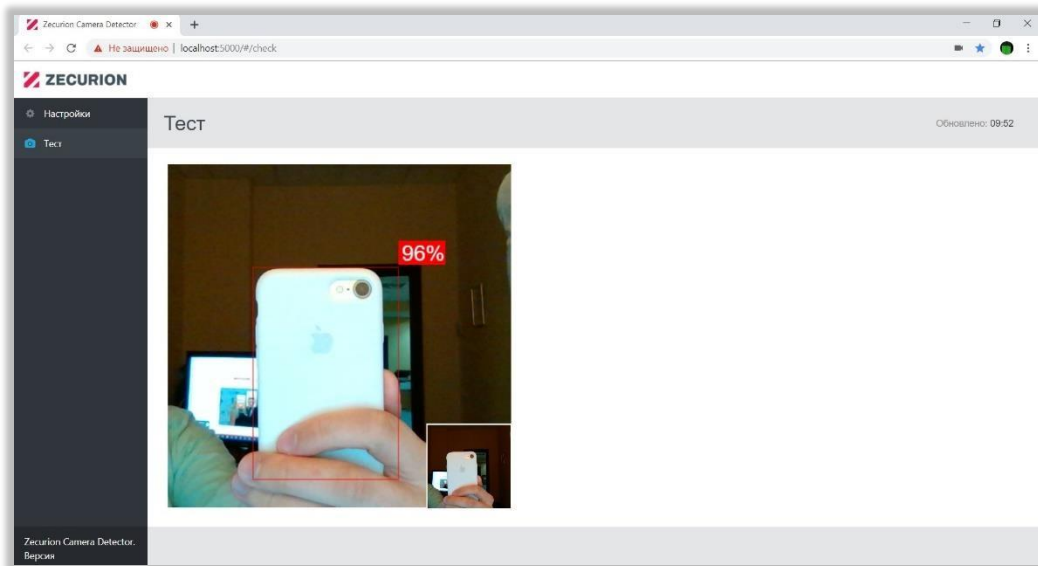 Zecurion Camera Detector
Не защищено | localhost:5000/#/check
ZECURION
Настройки
Тест
Тест
Обновлено: 09:52
96%
Zecurion Camera Detector.
Версия